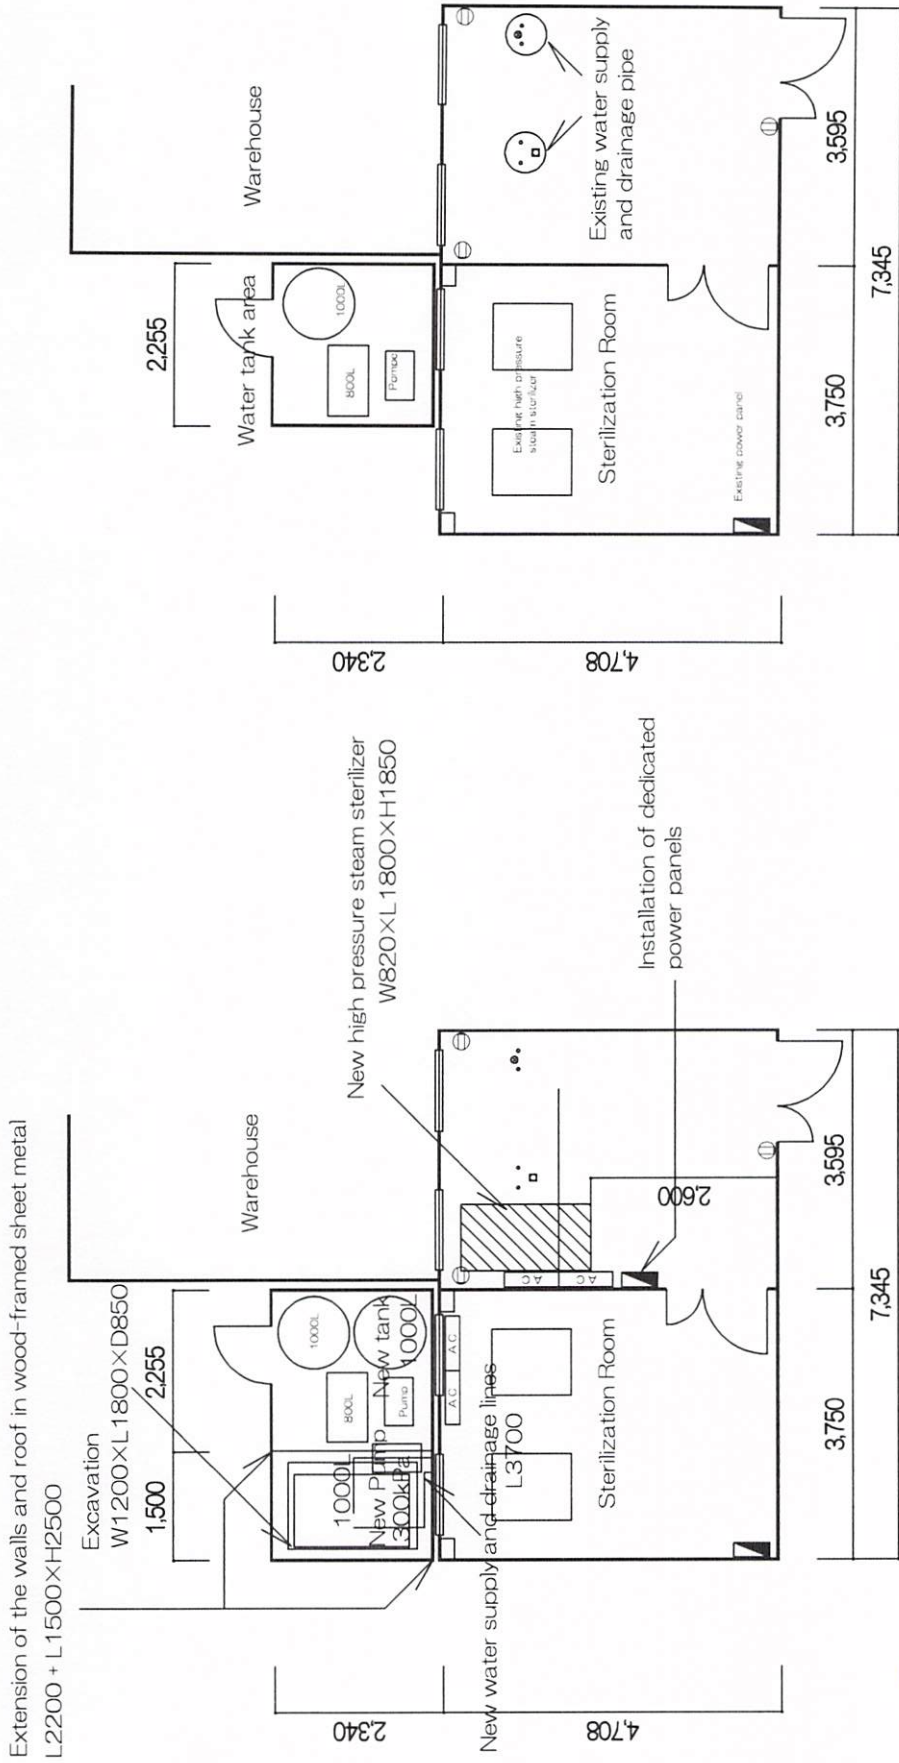 Extension of the walls and roof in wood-framed sheet metal
L2200 + L1500×H2500
Excavation
W1200×L1800×D850
1,500
2,255
Warehouse
1000L
800L
Pump
New tank
1000L
1000L
New Pump
300kPa
2,340
New water supply and drainage lines
L3700
4,708
AC
AC
AC
AC
Sterilization Room
New high pressure steam sterilizer
W820×L1800×H1850
Installation of dedicated
power panels
2,600
3,750
3,595
7,345
2,255
Water tank area
Warehouse
1000L
800L
Pompe
2,340
4,708
Existing high pressure
steam sterilizer
Sterilization Room
Existing power panel
Existing water supply
and drainage pipe
3,750
3,595
7,345